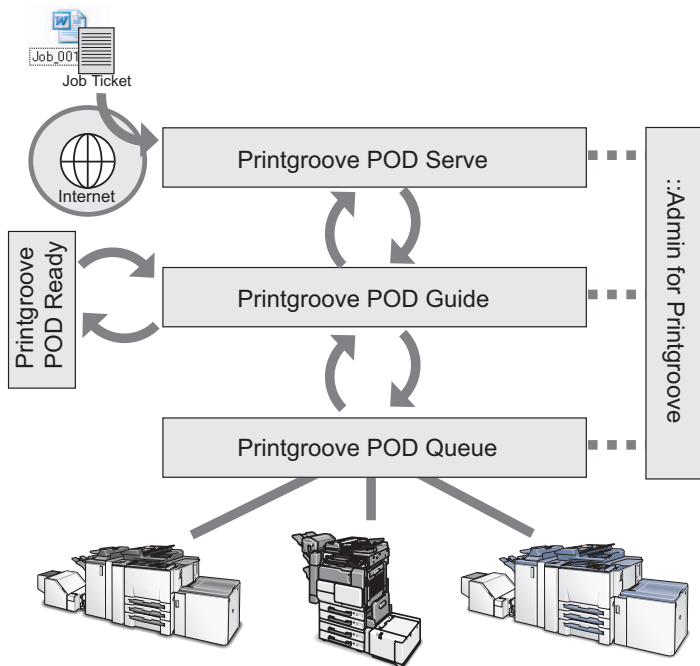 Job_001
Job Ticket
Internet
Printgroove POD Serve
Printgroove
POD Ready
Printgroove POD Guide
Printgroove POD Queue
::Admin for Printgroove